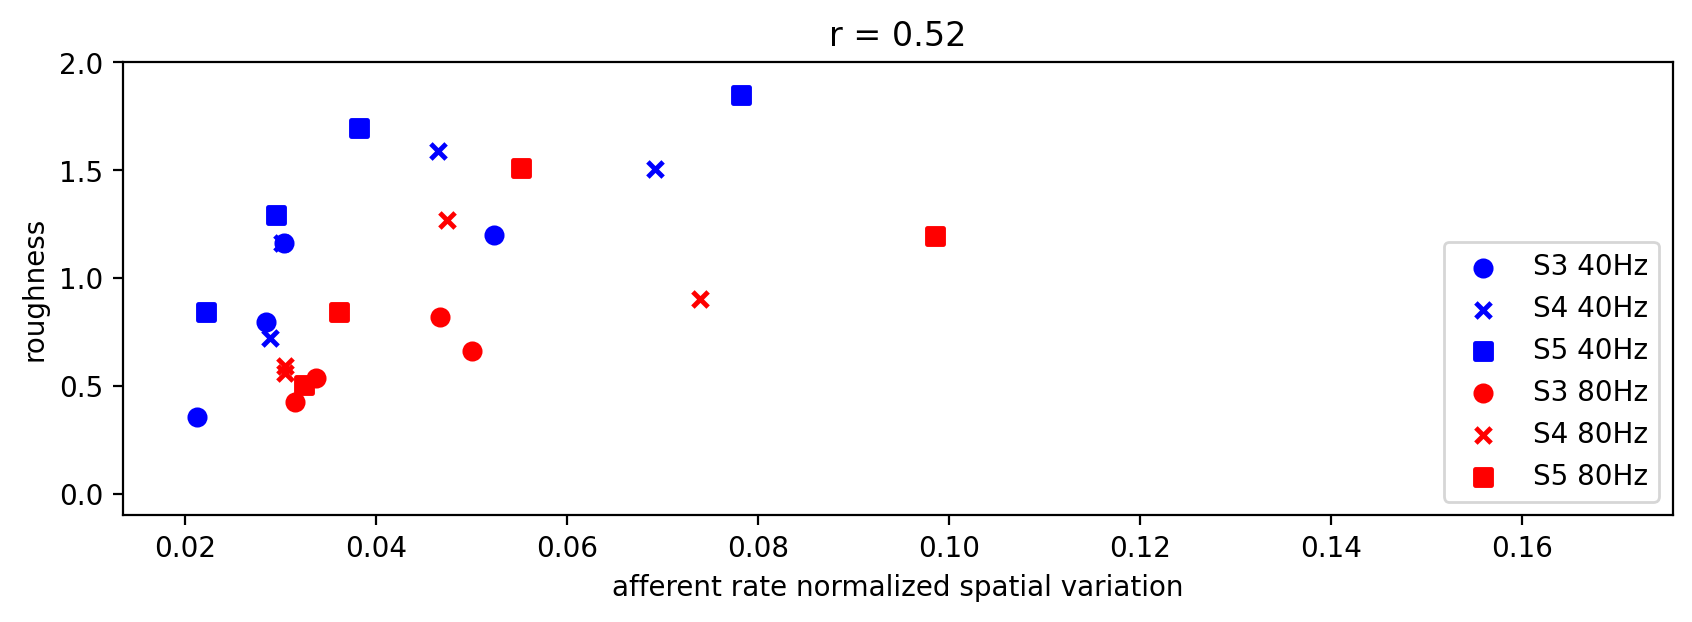 r = 0.52
2.0
1.5
1.0
0.5
0.0
roughness
S3 40Hz
S4 40Hz
S5 40Hz
S3 80Hz
S4 80Hz
S5 80Hz
0.02 0.04 0.06 0.08 0.10 0.12 0.14 0.16
afferent rate normalized spatial variation